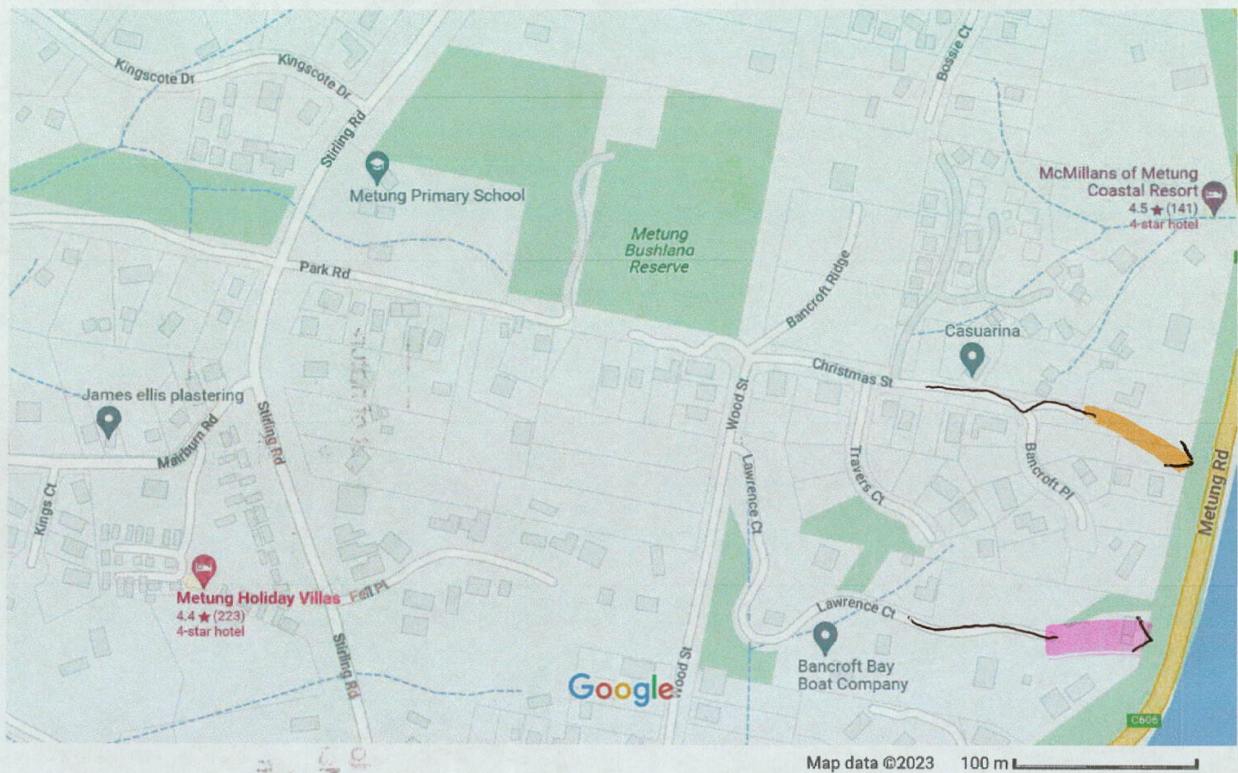 Kingscote Dr
Kingscote Dr
Stirling Rd
Metung Primary School
Bossie Ct
McMillans of Metung
Coastal Resort
4.5 ★ (141)
4-star hotel
Metung
Bushland
Reserve
Park Rd
Bancroft Ridge
Casuarina
Christmas St
James ellis plastering
Mairburn Rd
Stirling Rd
Wood St
Kings Ct
Lawrence Ct
Travers Ct
Bancroft Pl
Metung Rd
Metung Holiday Villas
4.4 ★ (223)
4-star hotel
Fell Pl
Lawrence Ct
Bancroft Bay
Boat Company
Stirling Rd
Google
Wood St
C606
Map data ©2023
100 m